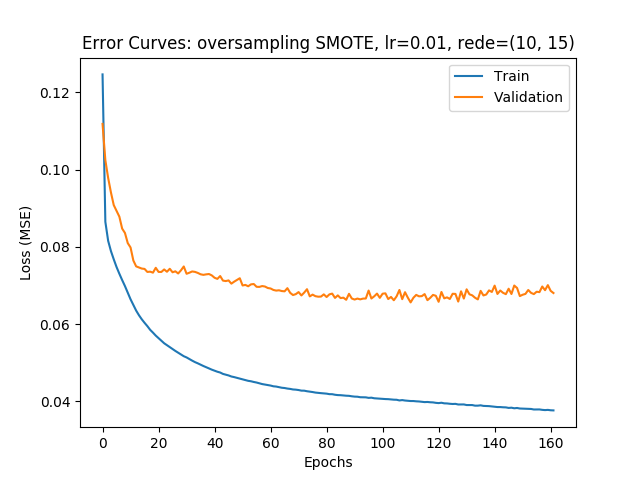 Error Curves: oversampling SMOTE, lr=0.01, rede=(10, 15)
Train
Validation
0.12
0.10
0.08
0.06
0.04
Loss (MSE)
0 20 40 60 80 100 120 140 160
Epochs